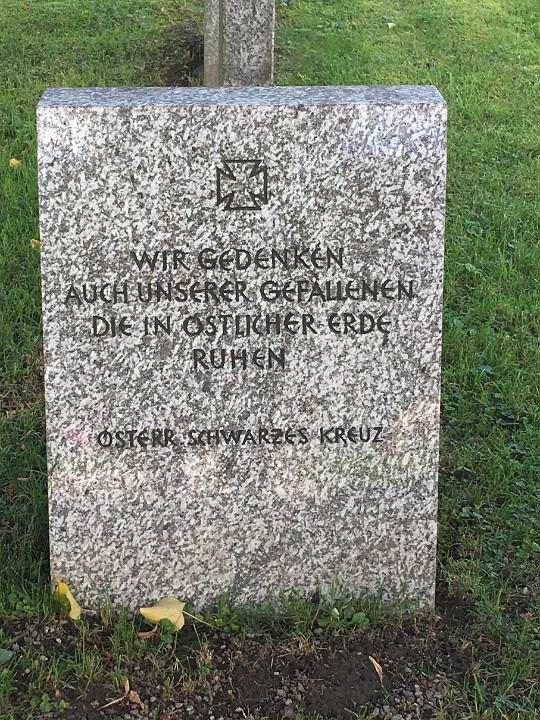 WIR GEDENKEN
AUCH UNSERER GEFALLENEN
DIE IN ÖSTLICHER ERDE
RUHEN
ÖSTERR. SCHWARZES KREUZ